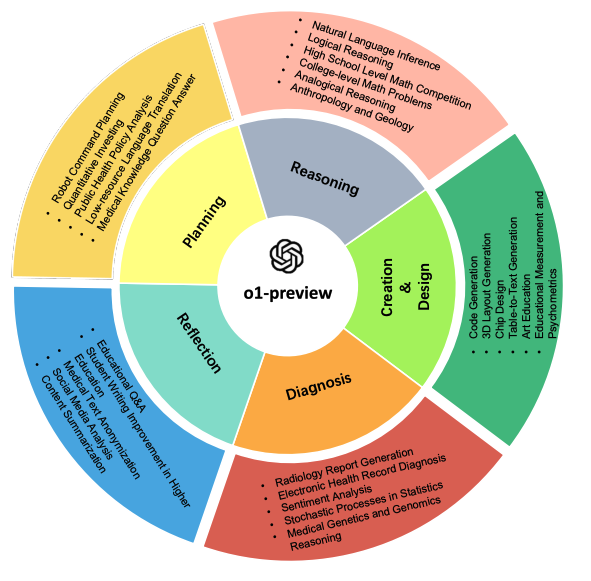 Natural Language Inference
Logical Reasoning
High School Level Math Competition
College-level Math Problems
Analogical Reasoning
Anthropology and Geology
Robot Command Planning
Quantitative Investing
Public Health Policy Analysis
Low-resource Language Translation
Medical Knowledge Question Answer
Reasoning
Planning
Creation
&
Design
o1-preview
Reflection
Diagnosis
Code Generation
3D Layout Generation
Chip Design
Table-to-Text Generation
Art Education
Educational Measurement and
Psychometrics
Educational Q&A
Student Writing Improvement in Higher
Education
Medical Text Anonymization
Social Media Analysis
Content Summarization
Radiology Report Generation
Electronic Health Record Diagnosis
Sentiment Analysis
Stochastic Processes in Statistics
Medical Genetics and Genomics
Reasoning